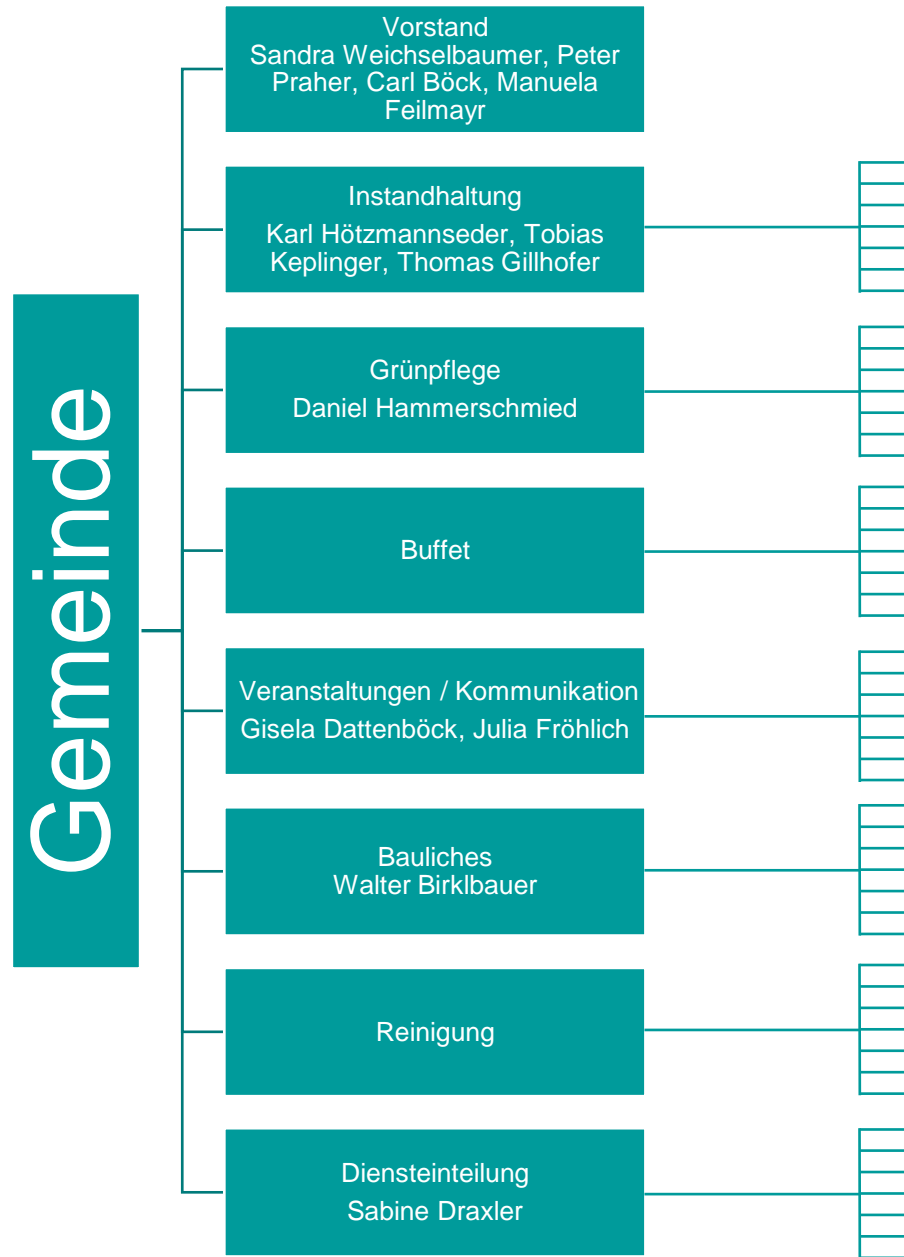 Gemeinde
Vorstand
Sandra Weichselbaumer, Peter
Praher, Carl Böck, Manuela
Feilmayr
Instandhaltung
Karl Hötzmannseder, Tobias
Keplinger, Thomas Gillhofer
Grünpflege
Daniel Hammerschmied
Buffet
Veranstaltungen / Kommunikation
Gisela Dattenböck, Julia Fröhlich
Bauliches
Walter Birklbauer
Reinigung
Diensteinteilung
Sabine Draxler